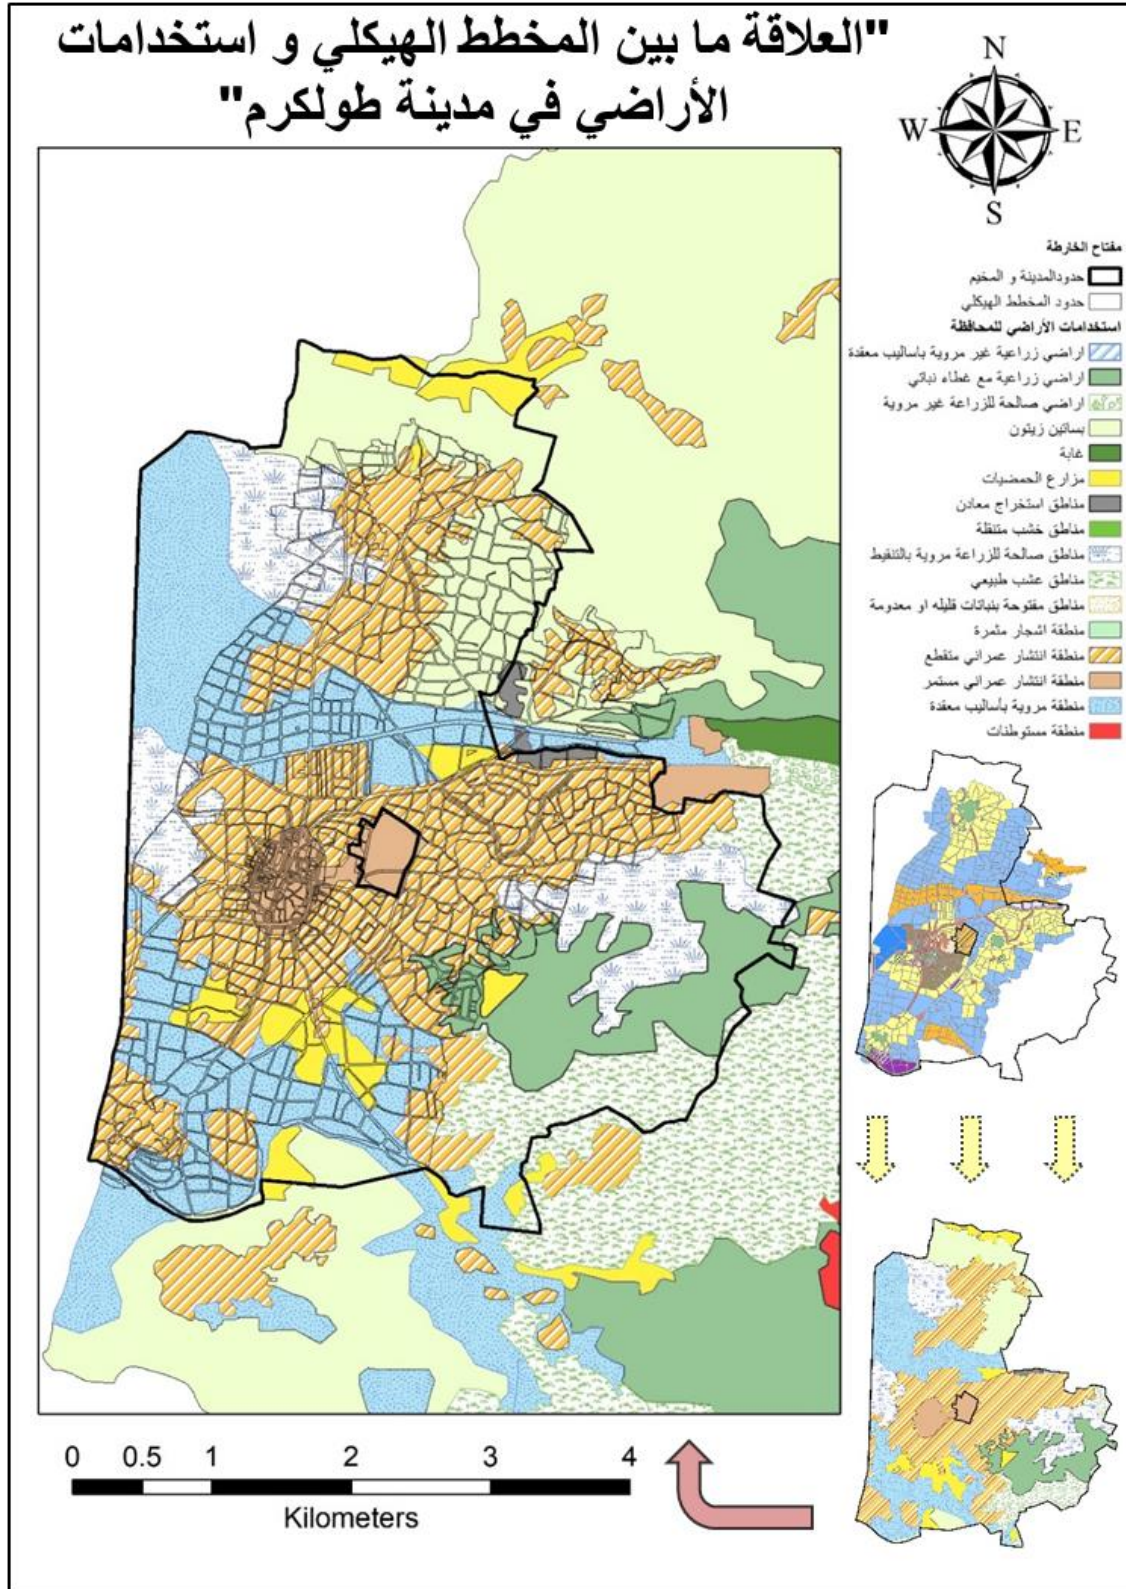 "العلاقة ما بين المخطط الهيكلي و استخدامات
الأراضي في مدينة طولكرم"
N
W E
S
مفتاح الخارطة
حدودالمدينة و المخيم
حدود المخطط الهيكلي
استخدامات الأراضي للمحافظة
اراضي زراعية غير مروية باساليب معقدة
اراضي زراعية مع غطاء نباتي
اراضي صالحة للزراعة غير مروية
بساتين زيتون
غابة
مزارع الحمضيات
مناطق استخراج معادن
مناطق خشب متنقلة
مناطق صالحة للزراعة مروية بالتنقيط
مناطق عشب طبيعي
مناطق مفتوحة بنباتات قليله او معدومة
منطقة اشجار مثمرة
منطقة انتشار عمراني متقطع
منطقة انتشار عمراني مستمر
منطقة مروية بأساليب معقدة
منطقة مستوطنات
0 0.5 1 2 3 4
Kilometers